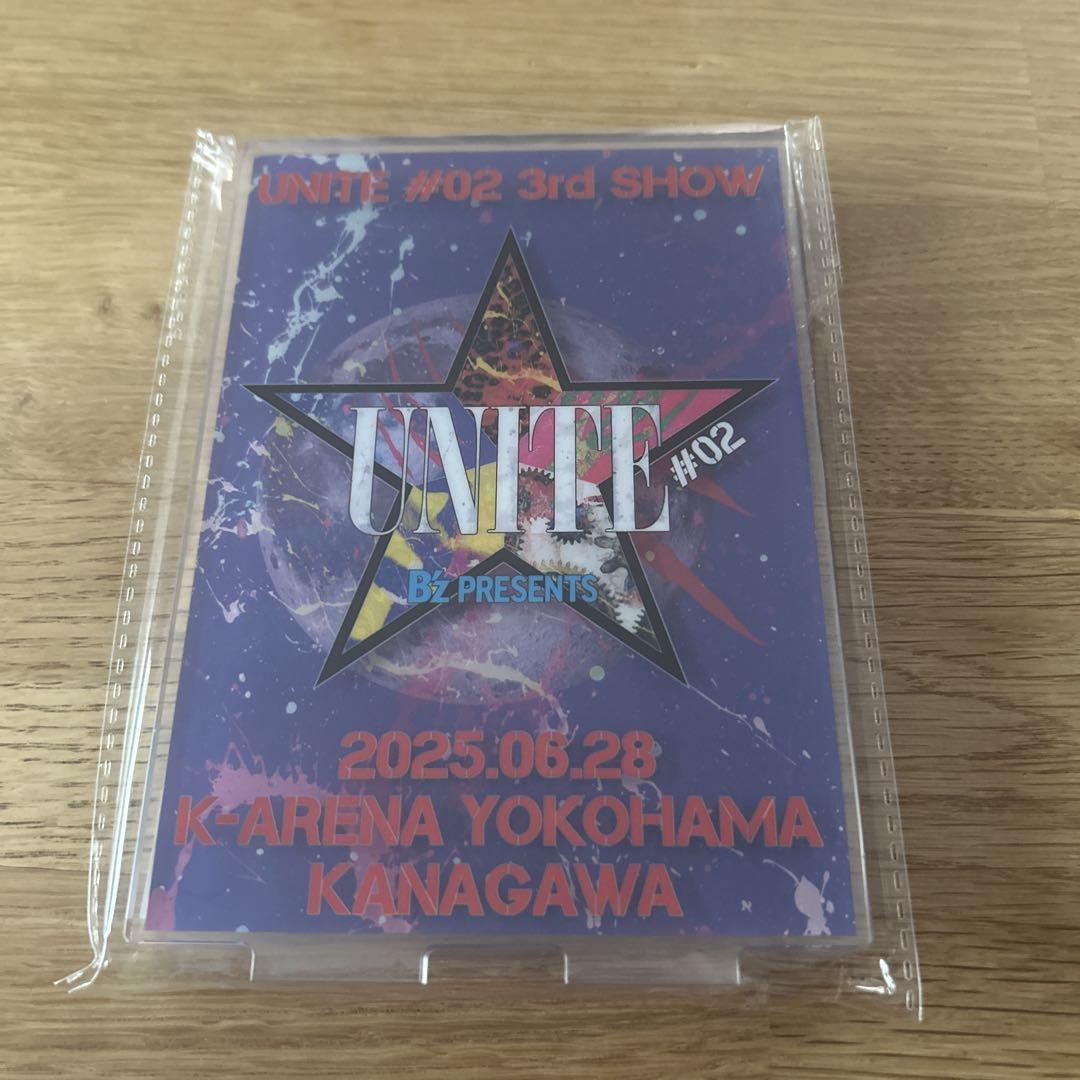 UNITE #02 3rd SHOW
UNITE
#02
B'z PRESENTS
2025.06.28
K-ARENA YOKOHAMA
KANAGAWA